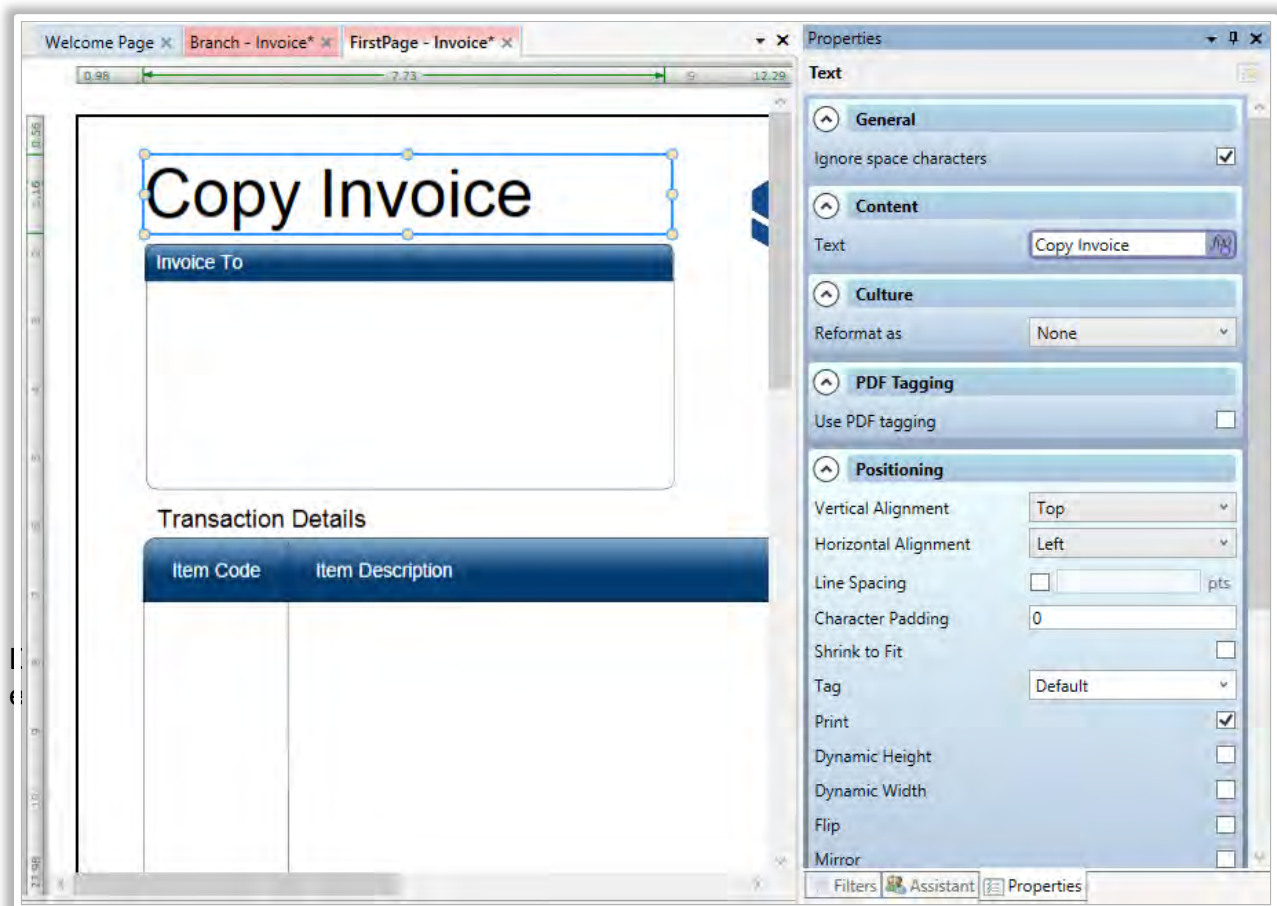 Welcome Page
Branch - Invoice*
FirstPage - Invoice*
Properties
0.98
7.73
9
12.29
Text
0.56
General
Ignore space characters
Copy Invoice
Content
Text
Copy Invoice
f(x)
Invoice To
Culture
Reformat as
None
PDF Tagging
Use PDF tagging
Positioning
Vertical Alignment
Top
Transaction Details
Horizontal Alignment
Left
Item Code
Item Description
Line Spacing
pts
Character Padding
0
Shrink to Fit
Tag
Default
Print
Dynamic Height
Dynamic Width
Flip
Mirror
Filters
Assistant
Properties